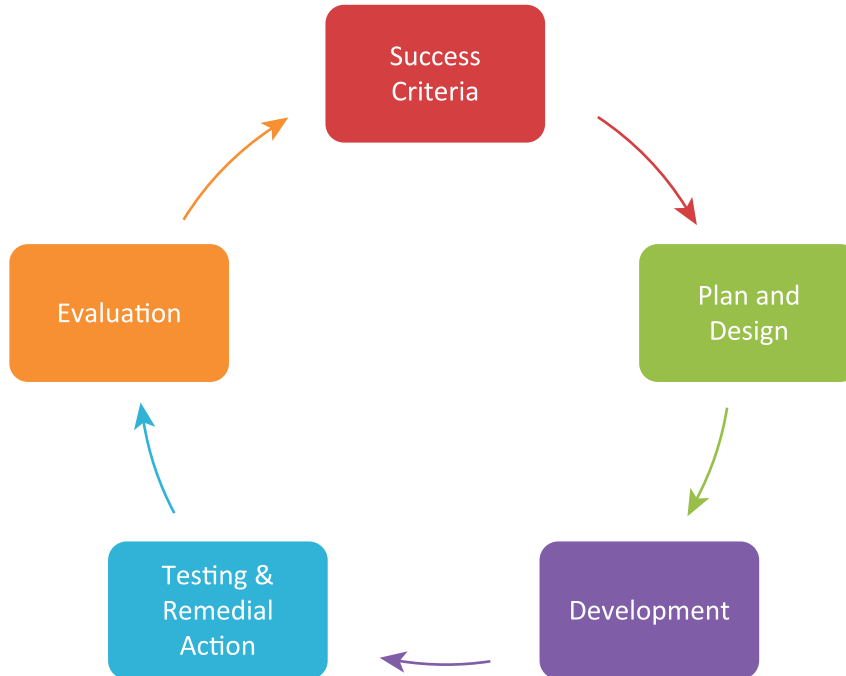 Success
Criteria
Plan and
Design
Development
Testing &
Remedial
Action
Evaluation